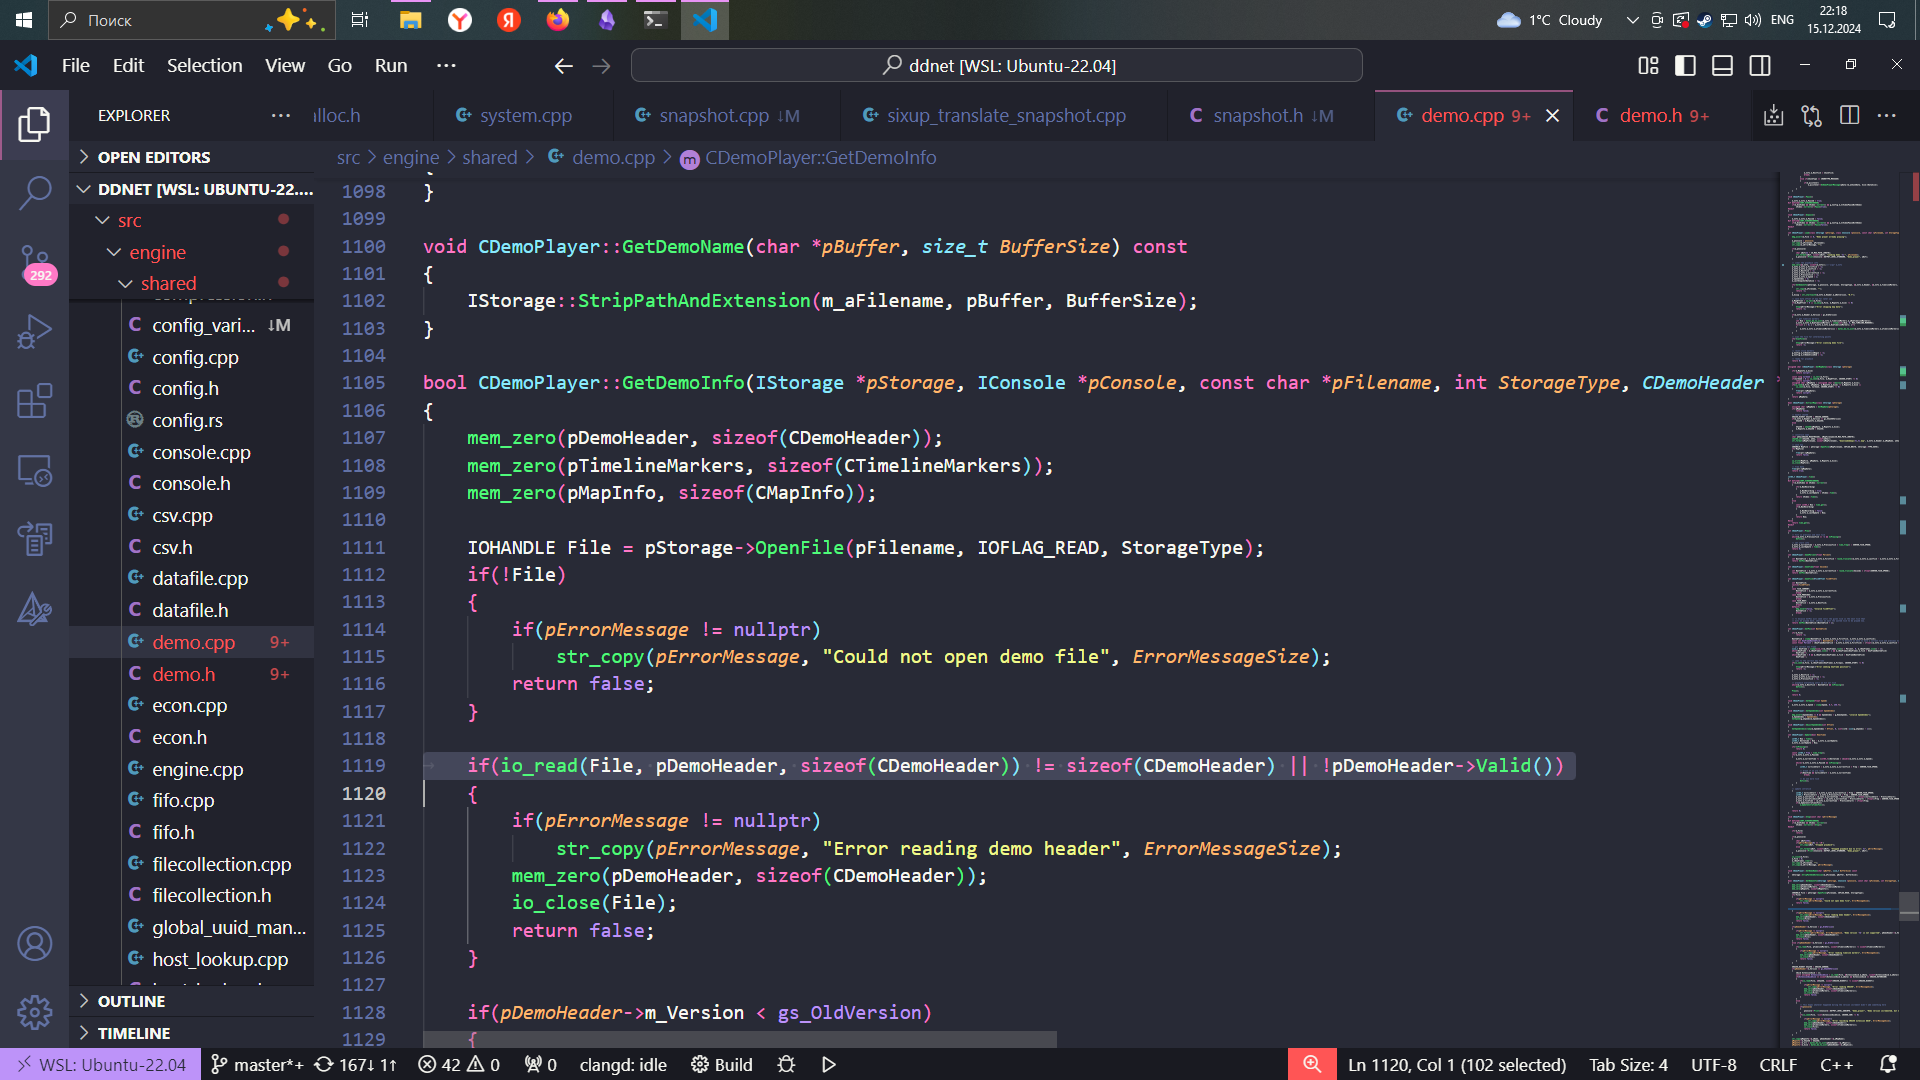 Поиск
1°C Cloudy
ENG
22:18
15.12.2024
File Edit Selection View Go Run ···
ddnet [WSL: Ubuntu-22.04]
EXPLORER
lloc.h
system.cpp
snapshot.cpp ↓M
sixup_translate_snapshot.cpp
snapshot.h ↓M
demo.cpp 9+
demo.h 9+
OPEN EDITORS
src > engine > shared > demo.cpp > CDemoPlayer::GetDemoInfo
DDNET [WSL: UBUNTU-22....
src
engine
shared
292
config_vari... ↓M
config.cpp
config.h
config.rs
console.cpp
console.h
csv.cpp
csv.h
datafile.cpp
datafile.h
demo.cpp 9+
demo.h 9+
econ.cpp
econ.h
engine.cpp
fifo.cpp
fifo.h
filecollection.cpp
filecollection.h
global_uuid_man...
host_lookup.cpp
OUTLINE
TIMELINE
1098 }
1099
1100 void CDemoPlayer::GetDemoName(char *pBuffer, size_t BufferSize) const
1101 {
1102 IStorage::StripPathAndExtension(m_aFilename, pBuffer, BufferSize);
1103 }
1104
1105 bool CDemoPlayer::GetDemoInfo(IStorage *pStorage, IConsole *pConsole, const char *pFilename, int StorageType, CDemoHeader
1106 {
1107 mem_zero(pDemoHeader, sizeof(CDemoHeader));
1108 mem_zero(pTimelineMarkers, sizeof(CTimelineMarkers));
1109 mem_zero(pMapInfo, sizeof(CMapInfo));
1110
1111 IOHANDLE File = pStorage->OpenFile(pFilename, IOFLAG_READ, StorageType);
1112 if(!File)
1113 {
1114 if(pErrorMessage != nullptr)
1115 str_copy(pErrorMessage, "Could not open demo file", ErrorMessageSize);
1116 return false;
1117 }
1118
1119 if(io_read(File, pDemoHeader, sizeof(CDemoHeader)) != sizeof(CDemoHeader) || !pDemoHeader->Valid())
1120 {
1121 if(pErrorMessage != nullptr)
1122 str_copy(pErrorMessage, "Error reading demo header", ErrorMessageSize);
1123 mem_zero(pDemoHeader, sizeof(CDemoHeader));
1124 io_close(File);
1125 return false;
1126 }
1127
1128 if(pDemoHeader->m_Version < gs_OldVersion)
1129 {
WSL: Ubuntu-22.04 master*+ 167↓ 1↑ 42 0 0 clangd: idle Build
Ln 1120, Col 1 (102 selected) Tab Size: 4 UTF-8 CRLF C++